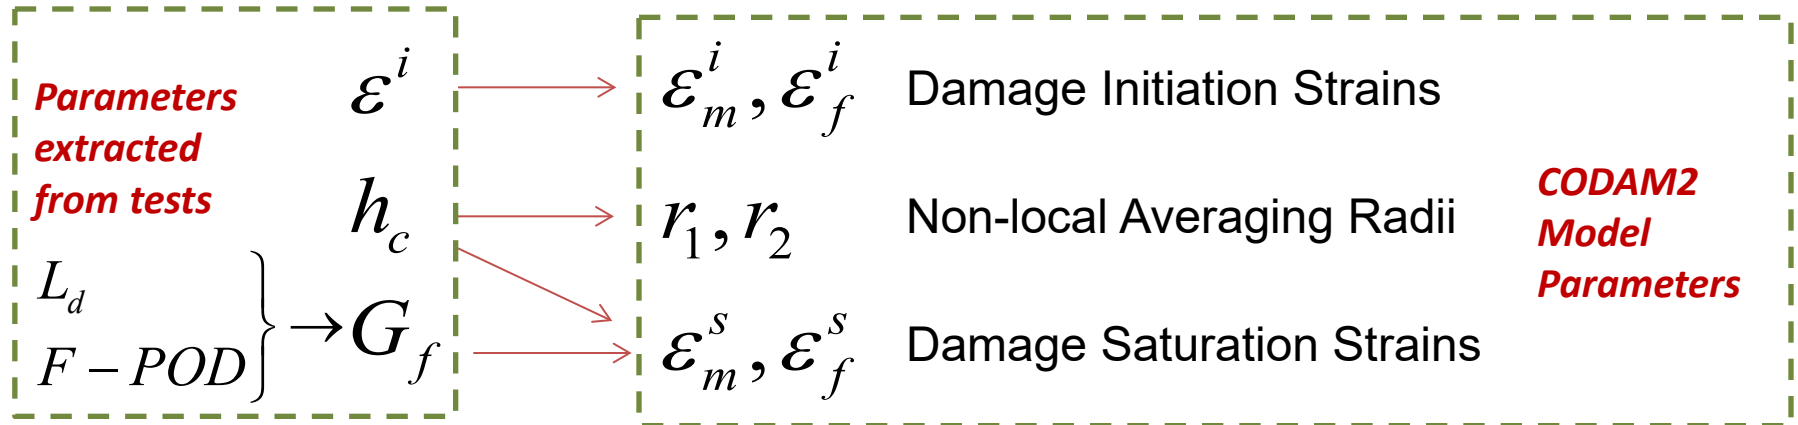 Parameters
extracted
from tests
ε^i
h_c
L_d
F − POD
→ G_f
ε_m^i, ε_f^i Damage Initiation Strains
r_1, r_2 Non-local Averaging Radii
ε_m^s, ε_f^s Damage Saturation Strains
CODAM2
Model
Parameters